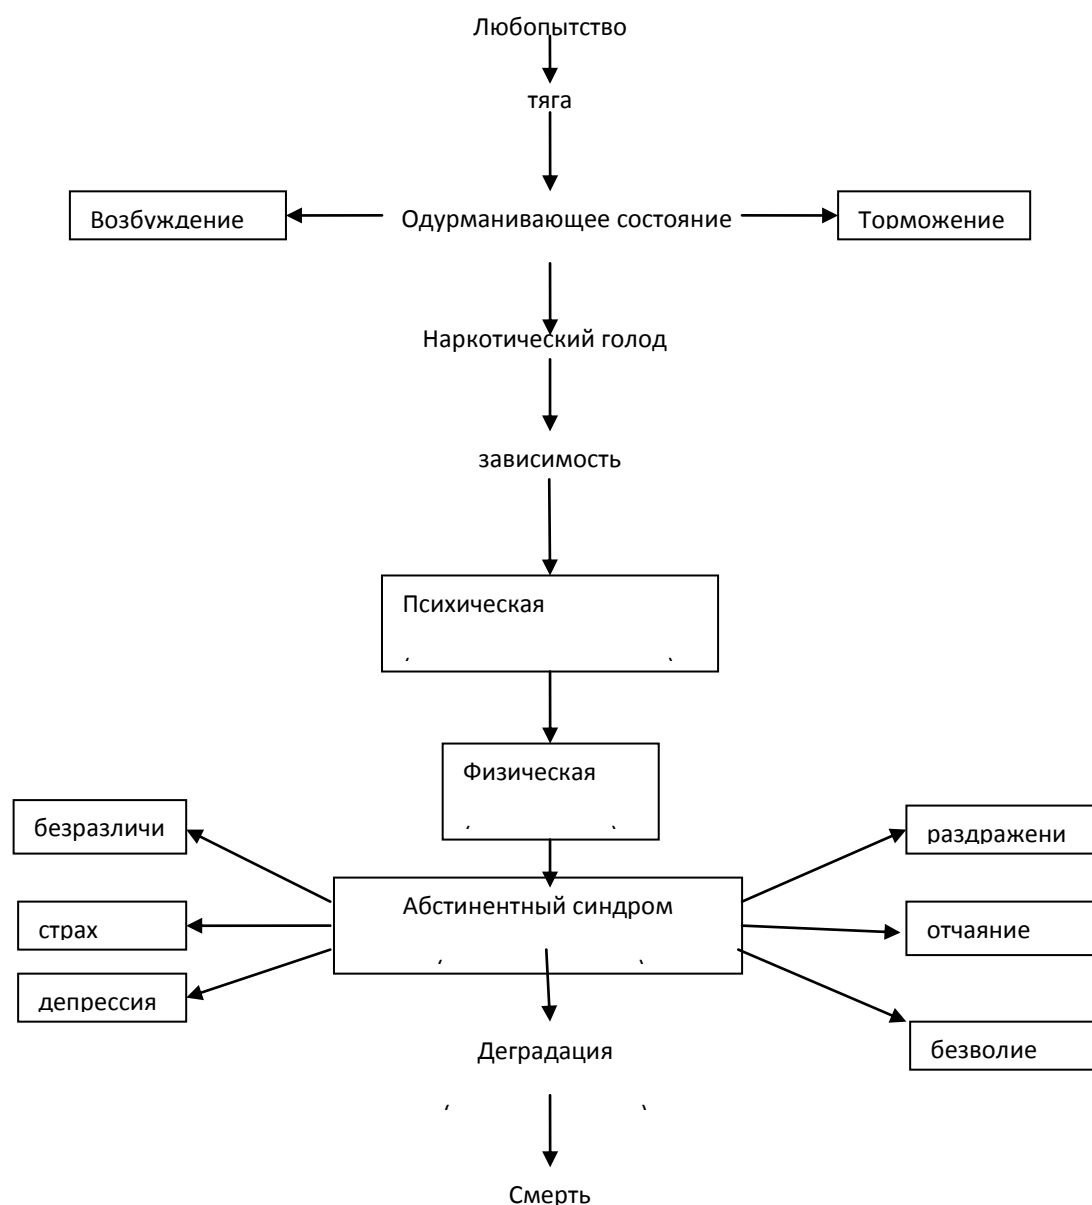 Любопытство
тяга
Возбуждение
Одурманивающее состояние
Торможение
Наркотический голод
зависимость
Психическая
( )
Физическая
( )
безразличи
раздражени
Абстинентный синдром
( )
страх
отчаяние
депрессия
безволие
Деградация
( )
Смерть